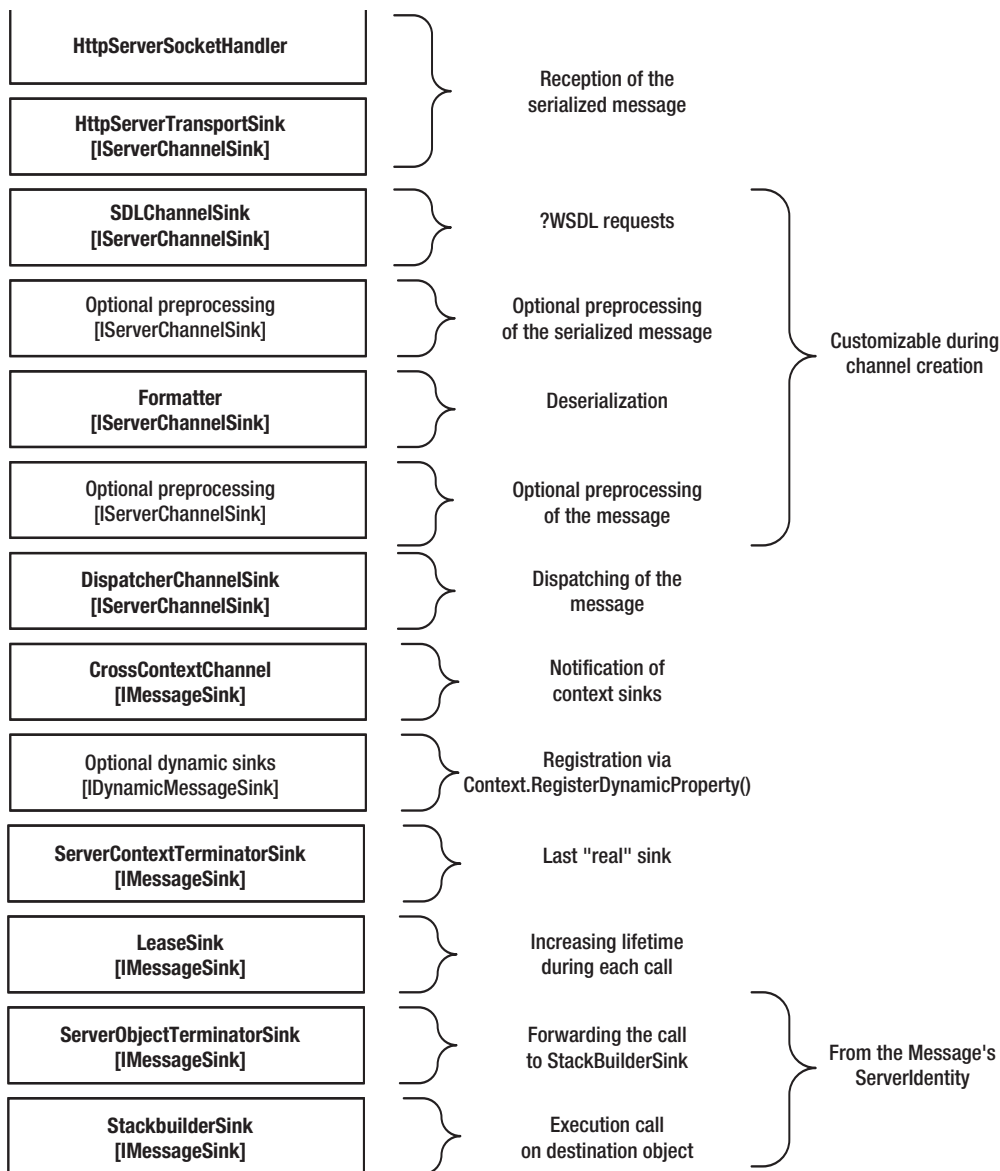 HttpServerSocketHandler
HttpServerTransportSink
[IServerChannelSink]
Reception of the
serialized message
SDLChannelSink
[IServerChannelSink]
?WSDL requests
Optional preprocessing
[IServerChannelSink]
Optional preprocessing
of the serialized message
Customizable during
channel creation
Formatter
[IServerChannelSink]
Deserialization
Optional preprocessing
[IServerChannelSink]
Optional preprocessing
of the message
DispatcherChannelSink
[IServerChannelSink]
Dispatching of the
message
CrossContextChannel
[IMessageSink]
Notification of
context sinks
Optional dynamic sinks
[IDynamicMessageSink]
Registration via
Context.RegisterDynamicProperty()
ServerContextTerminatorSink
[IMessageSink]
Last "real" sink
LeaseSink
[IMessageSink]
Increasing lifetime
during each call
ServerObjectTerminatorSink
[IMessageSink]
Forwarding the call
to StackBuilderSink
From the Message's
ServerIdentity
StackbuilderSink
[IMessageSink]
Execution call
on destination object